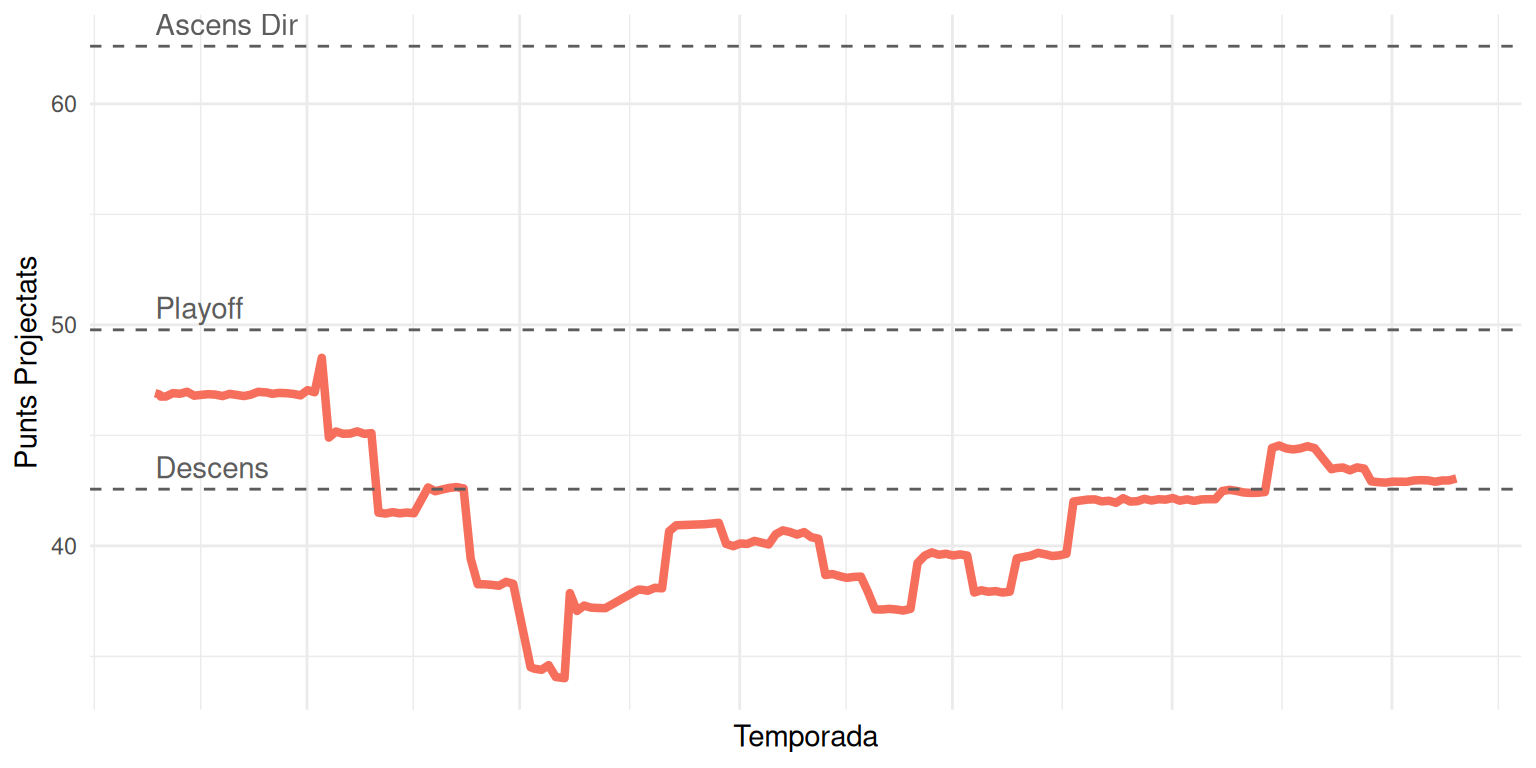 Ascens Dir
60
Playoff
50
Punts Projectats
Descens
40
Temporada